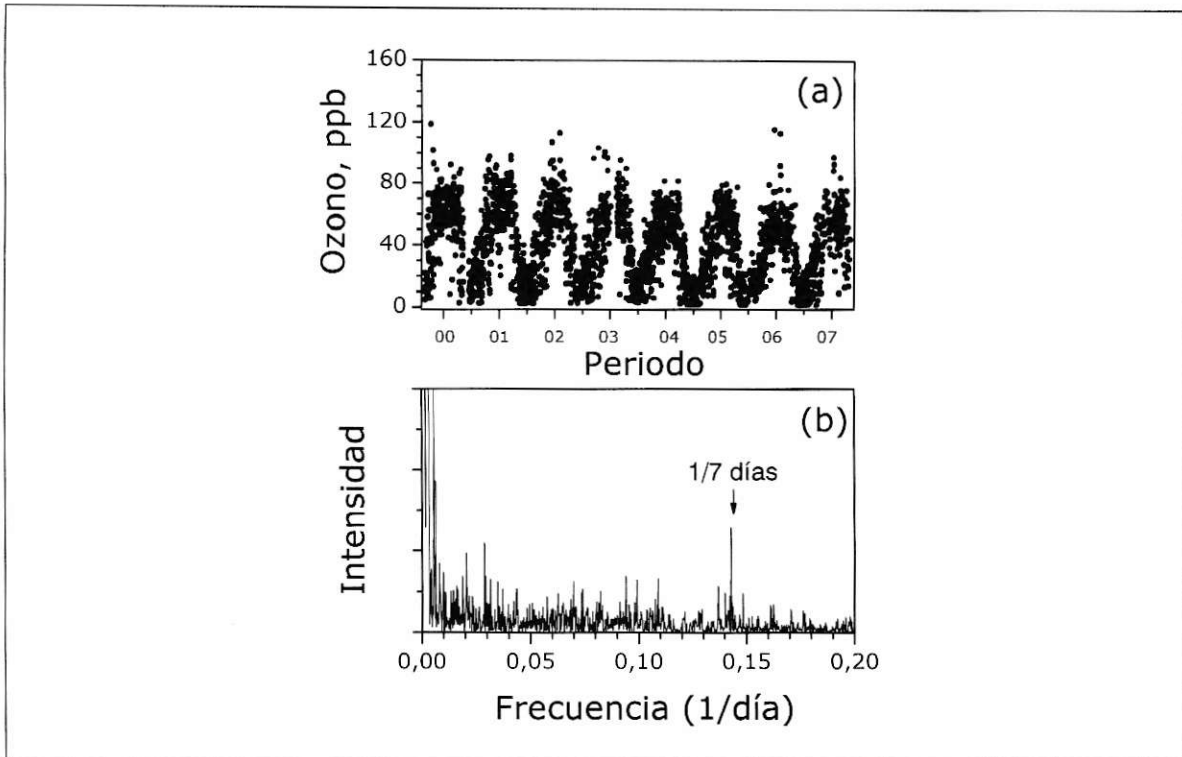 160
(a)
120
80
40
0
Ozono, ppb
00 01 02 03 04 05 06 07
Periodo
(b)
1/7 días
Intensidad
0,00 0,05 0,10 0,15 0,20
Frecuencia (1/día)